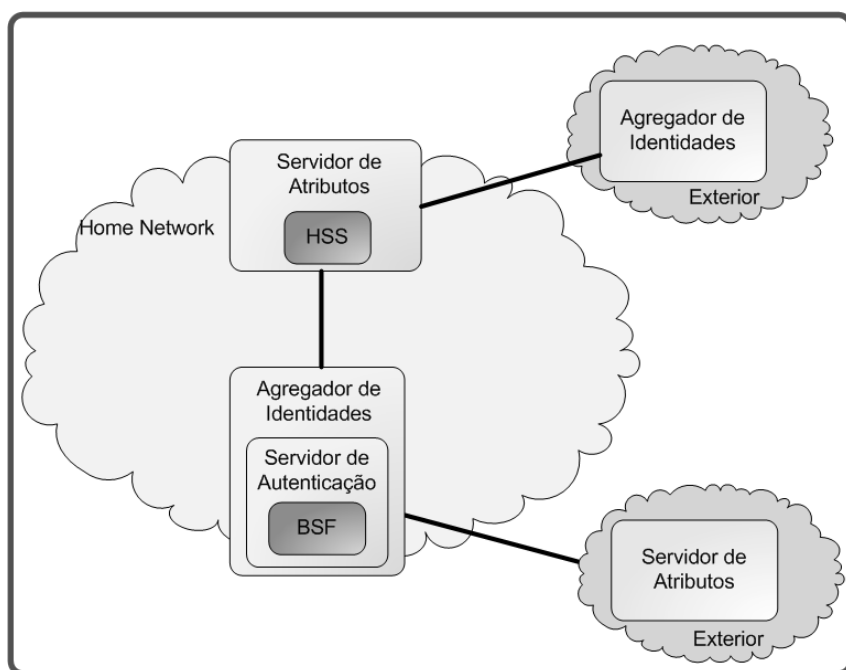 Agregador de
Identidades
Exterior
Servidor de
Atributos
Home Network
HSS
Agregador de
Identidades
Servidor de
Autenticação
BSF
Servidor de
Atributos
Exterior